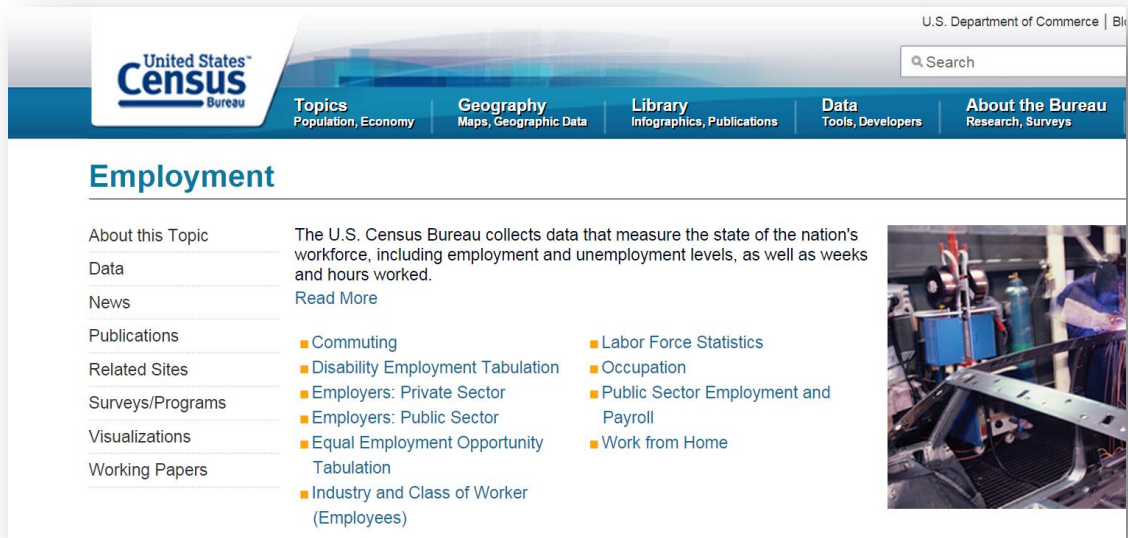 U.S. Department of Commerce |
United States™
Census
Bureau
Search
Topics
Population, Economy
Geography
Maps, Geographic Data
Library
Infographics, Publications
Data
Tools, Developers
About the Bureau
Research, Surveys
Employment
About this Topic
Data
News
Publications
Related Sites
Surveys/Programs
Visualizations
Working Papers
The U.S. Census Bureau collects data that measure the state of the nation's
workforce, including employment and unemployment levels, as well as weeks
and hours worked.
Read More
Commuting
Disability Employment Tabulation
Employers: Private Sector
Employers: Public Sector
Equal Employment Opportunity
Tabulation
Industry and Class of Worker
(Employees)
Labor Force Statistics
Occupation
Public Sector Employment and
Payroll
Work from Home